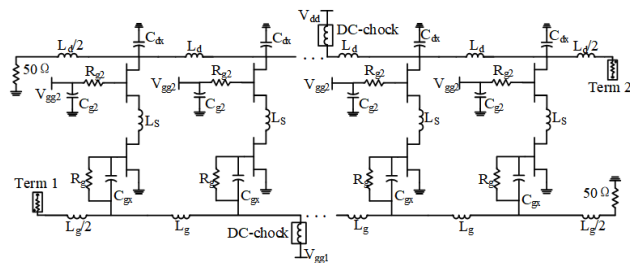 V_dd
DC-chock
C_dx C_dx C_dx C_dx
L_d/2 L_d L_d L_d L_d/2
50 Ω
R_g2 R_g2 R_g2 R_g2
V_gg2 V_gg2 V_gg2 V_gg2
C_g2 C_g2 C_g2 C_g2
Term 2
L_S L_S L_S L_S
Term 1
R_g R_g R_g R_g
C_gx C_gx C_gx C_gx
50 Ω
L_g/2 L_g L_g L_g L_g/2
DC-chock
V_gg1